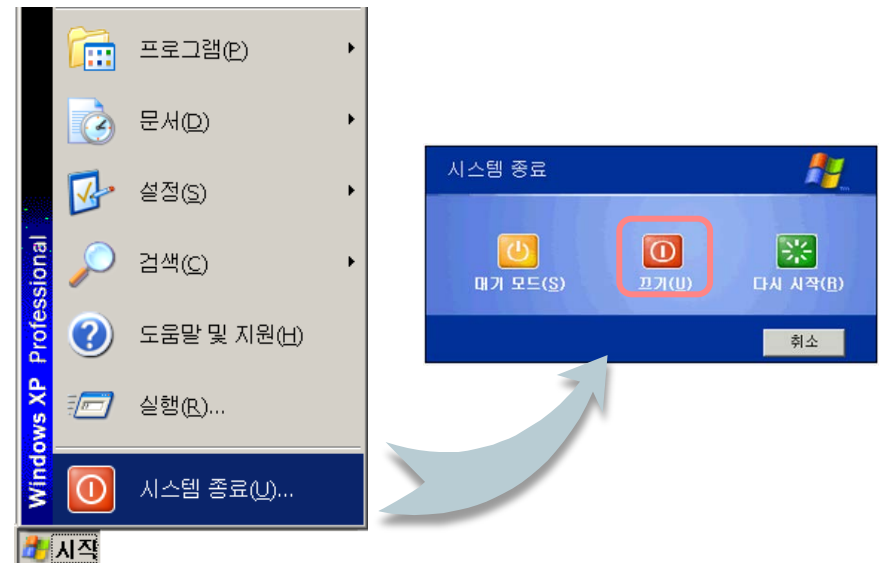 프로그램(P)
문서(D)
설정(S)
검색(C)
도움말 및 지원(H)
실행(R)...
시스템 종료(U)...
Windows XP Professional
시작
시스템 종료
대기 모드(S)
끄기(U)
다시 시작(R)
취소